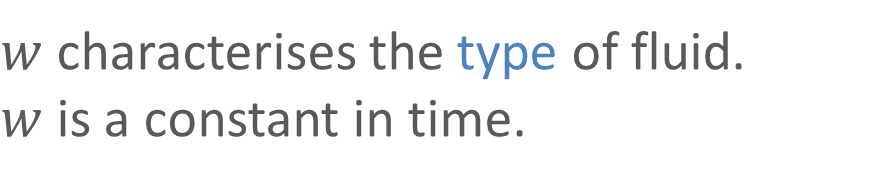 w characterises the type of fluid.
w is a constant in time.